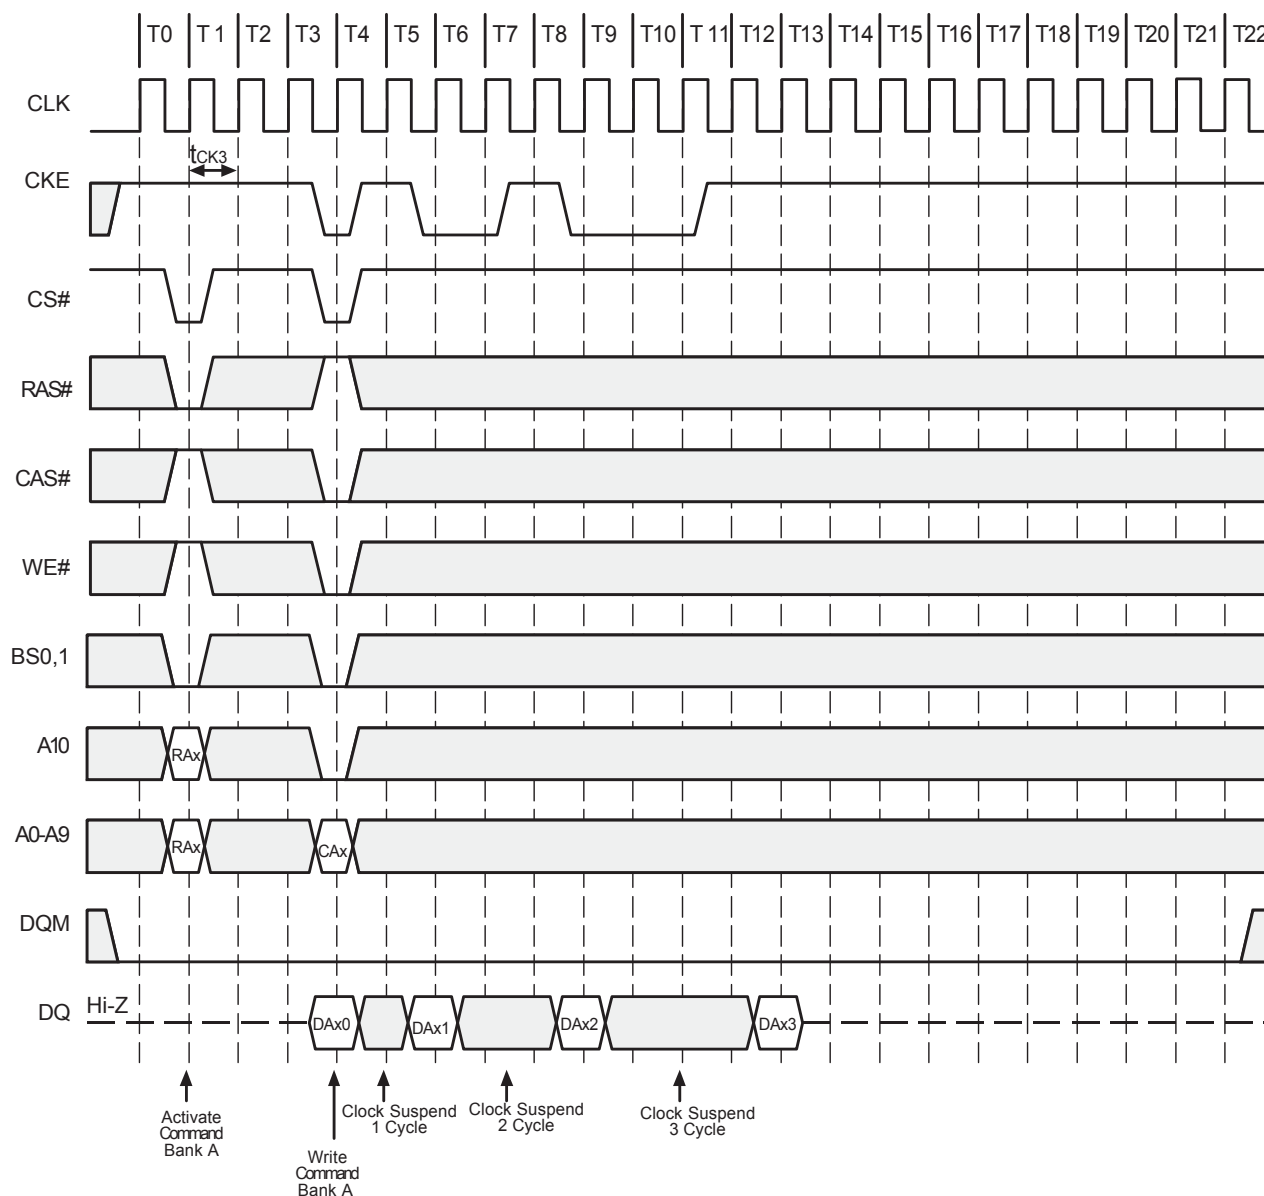 T0 T 1 T2 T3 T4 T5 T6 T7 T8 T9 T10 T 11 T12 T13 T14 T15 T16 T17 T18 T19 T20 T21 T22
CLK
tCK3
CKE
CS#
RAS#
CAS#
WE#
BS0,1
A10
RAx
A0-A9
RAx CAx
DQM
DQ
Hi-Z
DAx0 DAx1 DAx2 DAx3
Activate
Command
Bank A
Write
Command
Bank A
Clock Suspend
1 Cycle
Clock Suspend
2 Cycle
Clock Suspend
3 Cycle